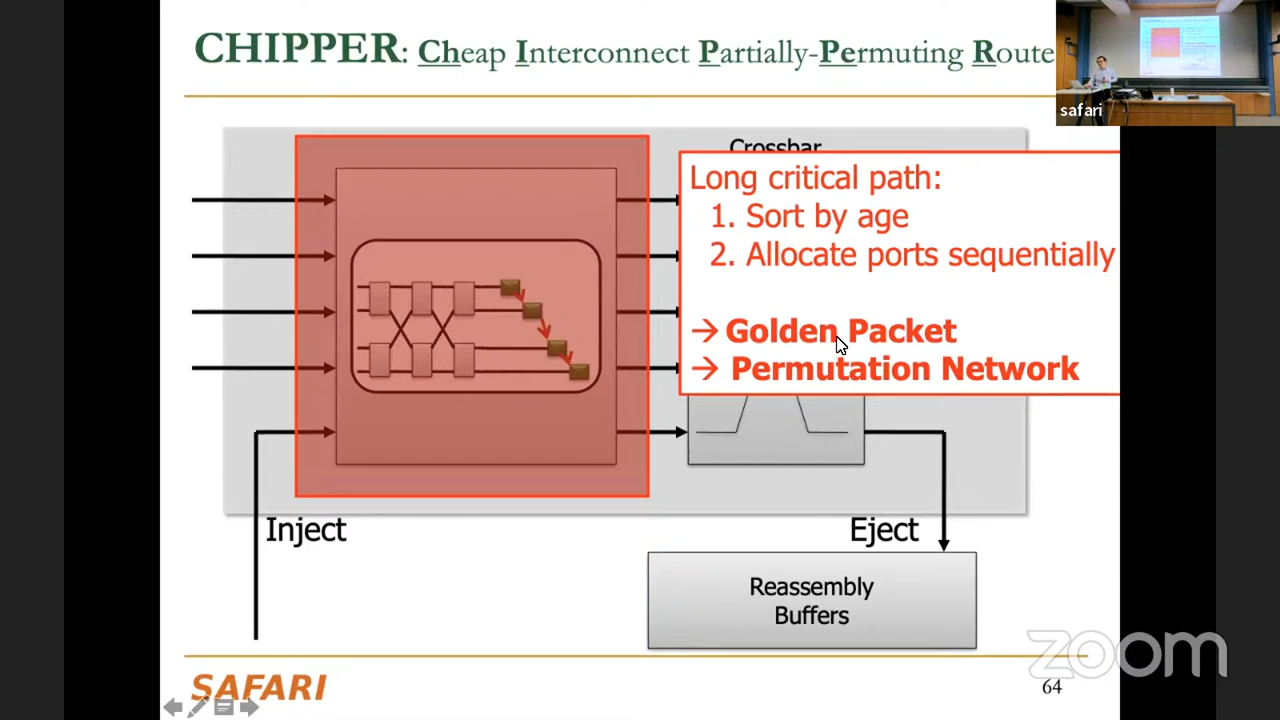 CHIPPER: Cheap Interconnect Partially-Permuting Route
safari
Crossbar
Long critical path:
1. Sort by age
2. Allocate ports sequentially
→ Golden Packet
→ Permutation Network
Inject
Eject
Reassembly
Buffers
zoom
SAFARI
64